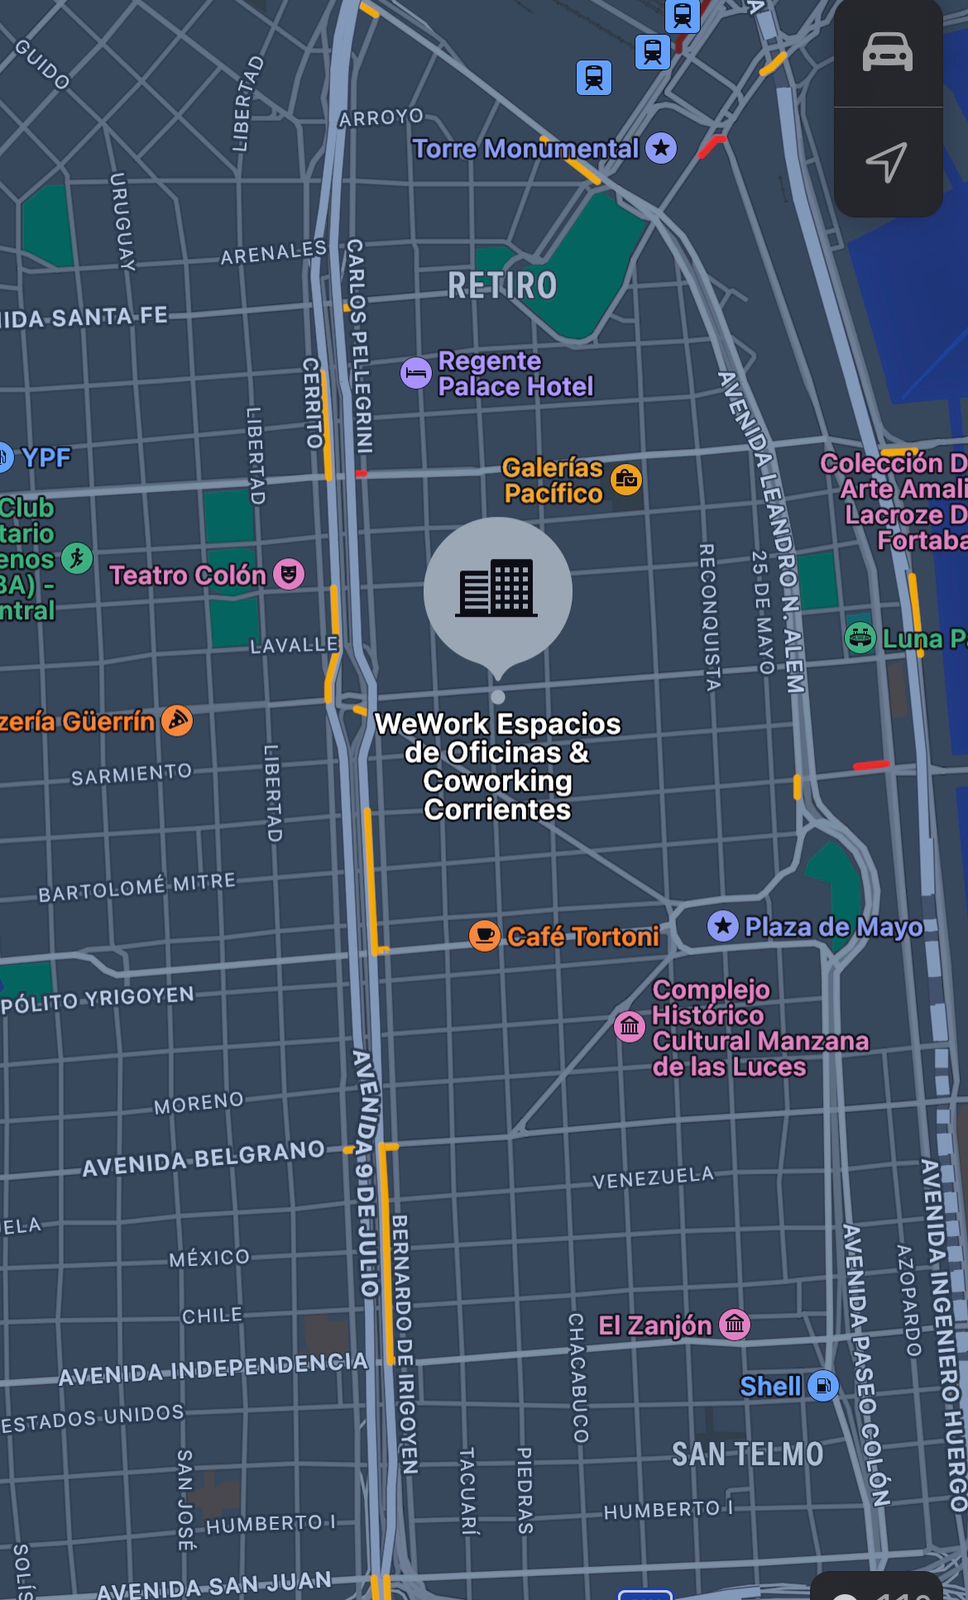 GUIDO
LIBERTAD
ARROYO
Torre Monumental
URUGUAY
ARENALES
CARLOS PELLEGRINI
RETIRO
NIDA SANTA FE
CERRITO
Regente
Palace Hotel
AVENIDA LEANDRO N. ALEM
LIBERTAD
YPF
Galerías
Pacífico
Colección D
Arte Amali
Lacroze D
Fortaba
Club
tario
enos
BA) -
ntral
Teatro Colón
RECONQUISTA
25 DE MAYO
LAVALLE
Luna P
zería Güerrín
WeWork Espacios
de Oficinas &
Coworking
Corrientes
SARMIENTO
LIBERTAD
BARTOLOMÉ MITRE
Café Tortoni
Plaza de Mayo
PÓLITO YRIGOYEN
Complejo
Histórico
Cultural Manzana
de las Luces
AVENIDA 9 DE JULIO
MORENO
AVENIDA BELGRANO
VENEZUELA
AVENIDA INGENIERO HUERGO
UELA
BERNARDO DE IRIGOYEN
AVENIDA PASEO COLÓN
AZOPARDO
MÉXICO
CHILE
CHACABUCO
El Zanjón
AVENIDA INDEPENDENCIA
Shell
ESTADOS UNIDOS
SAN TELMO
SAN JOSÉ
TACUARÍ
PIEDRAS
HUMBERTO I
HUMBERTO I
SOLÍS
AVENIDA SAN JUAN